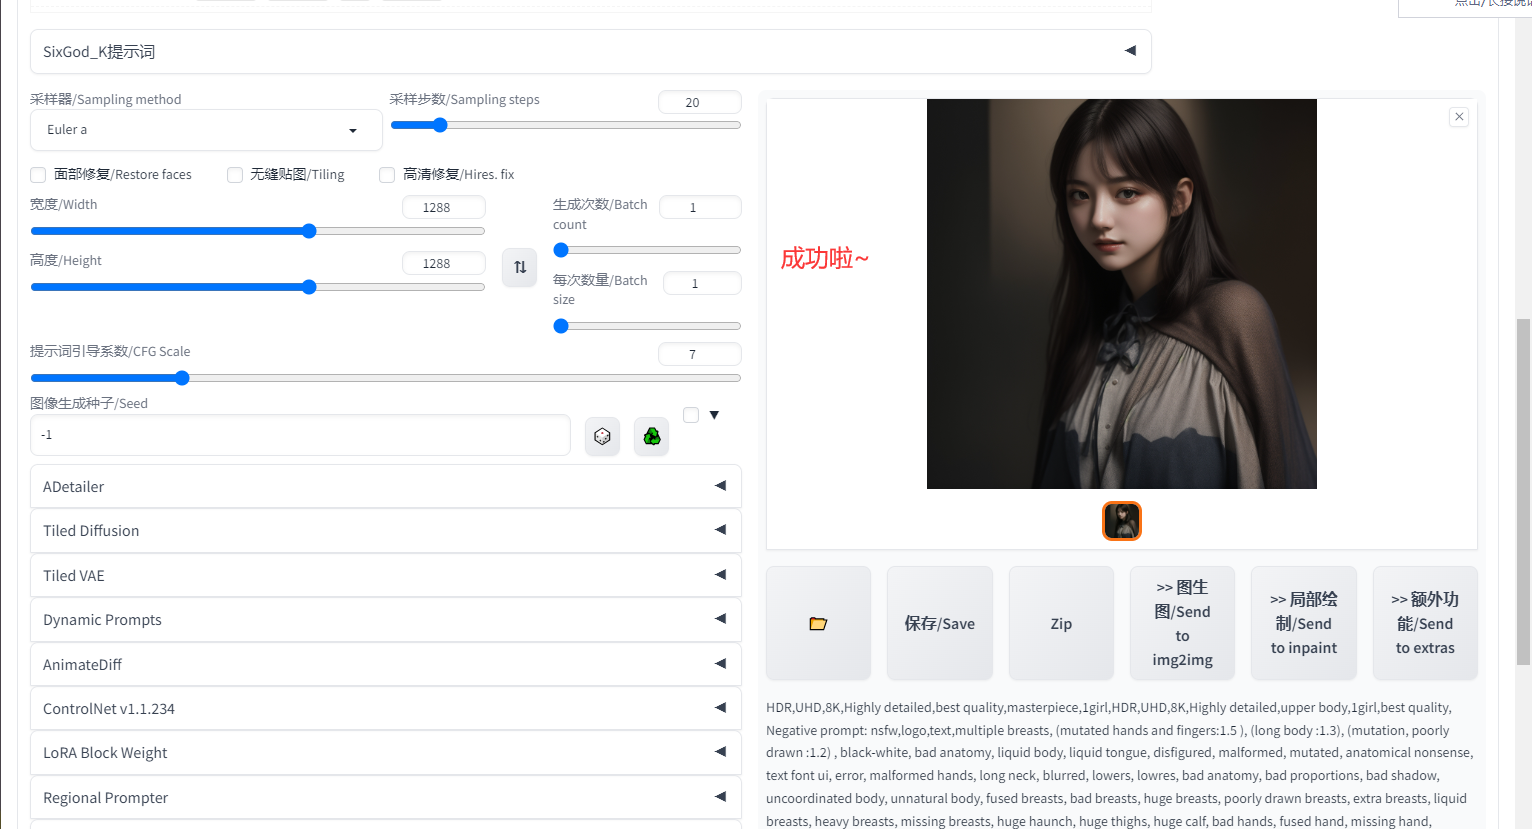 SixGod_K提示词
采样器/Sampling method
Euler a
采样步数/Sampling steps
20
面部修复/Restore faces
无缝贴图/Tiling
高清修复/Hires. fix
宽度/Width
1288
高度/Height
1288
生成次数/Batch
count
1
每次数量/Batch
size
1
提示词引导系数/CFG Scale
7
图像生成种子/Seed
-1
ADetailer
Tiled Diffusion
Tiled VAE
Dynamic Prompts
AnimateDiff
ControlNet v1.1.234
LoRA Block Weight
Regional Prompter
成功啦~
保存/Save
Zip
>> 图生
图/Send
to
img2img
>> 局部绘
制/Send
to inpaint
>> 额外功
能/Send
to extras
HDR,UHD,8K,Highly detailed,best quality,masterpiece,1girl,HDR,UHD,8K,Highly detailed,upper body,1girl,best quality,
Negative prompt: nsfw,logo,text,multiple breasts, (mutated hands and fingers:1.5 ), (long body :1.3), (mutation, poorly
drawn :1.2) , black-white, bad anatomy, liquid body, liquid tongue, disfigured, malformed, mutated, anatomical nonsense,
text font ui, error, malformed hands, long neck, blurred, lowers, lowres, bad anatomy, bad proportions, bad shadow,
uncoordinated body, unnatural body, fused breasts, bad breasts, huge breasts, poorly drawn breasts, extra breasts, liquid
breasts, heavy breasts, missing breasts, huge haunch, huge thighs, huge calf, bad hands, fused hand, missing hand,